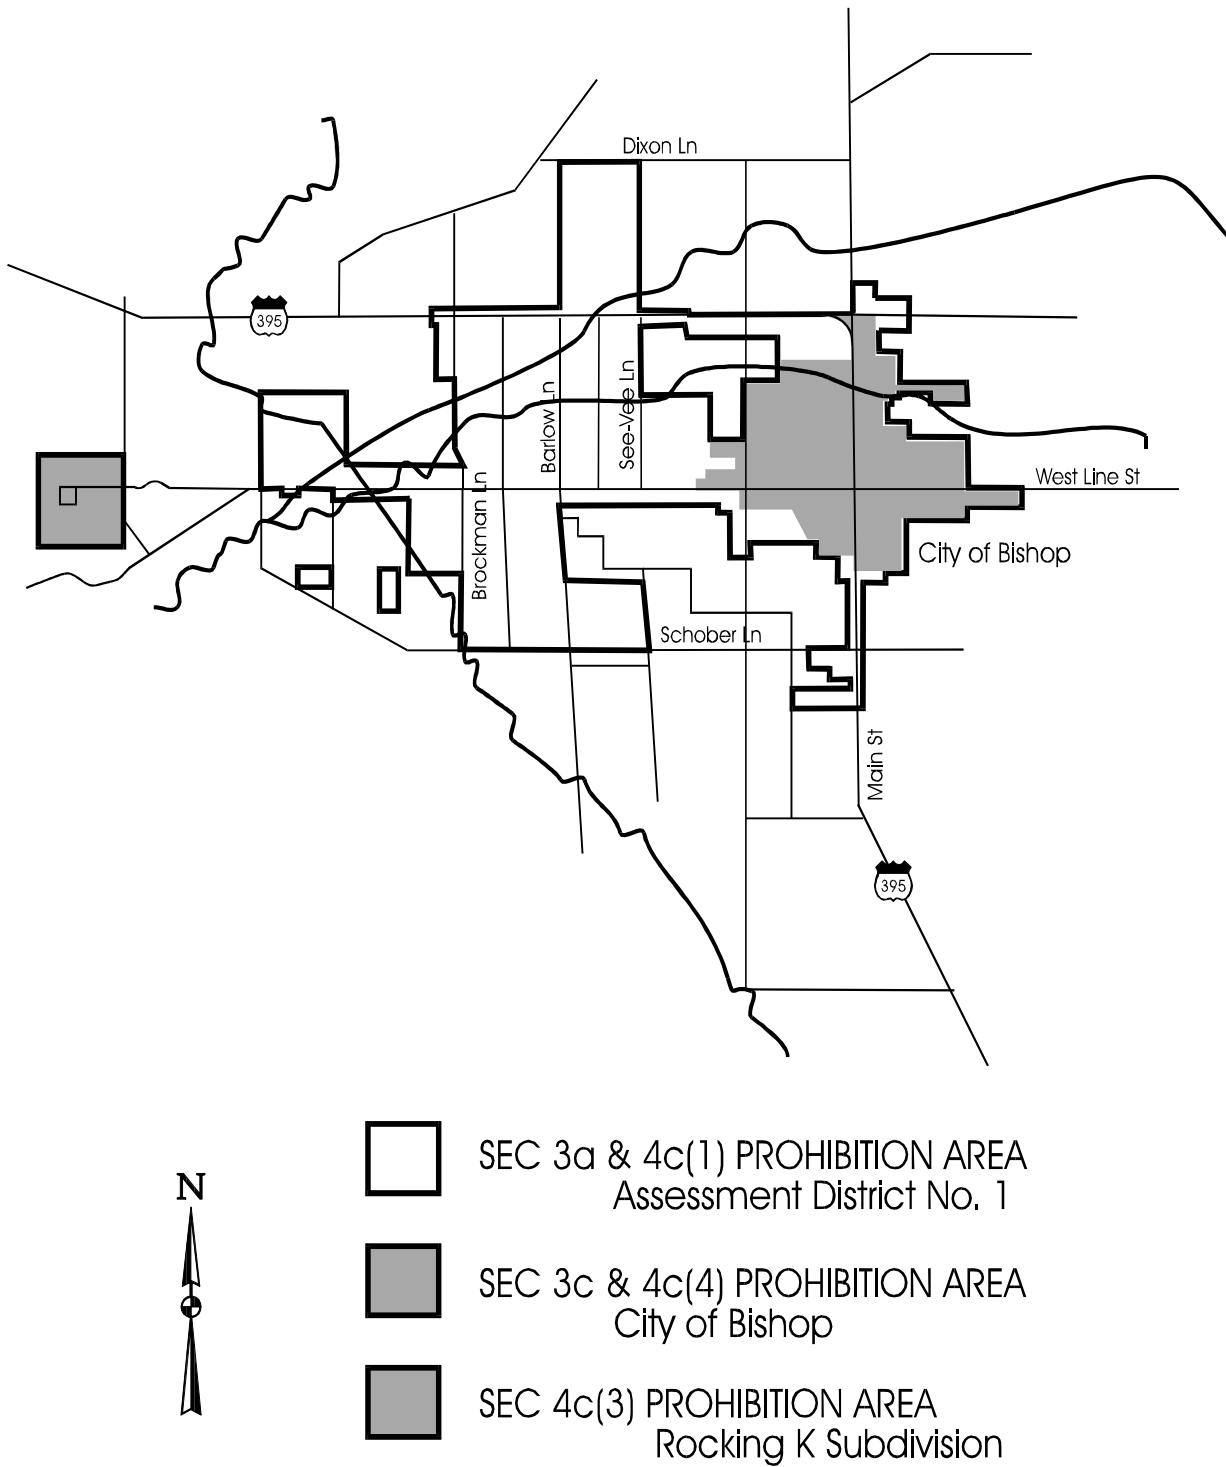 Dixon Ln
395
See-Vee Ln
Barlow Ln
Brockman Ln
West Line St
City of Bishop
Schober Ln
Main St
395
SEC 3a & 4c(1) PROHIBITION AREA
Assessment District No. 1
N
SEC 3c & 4c(4) PROHIBITION AREA
City of Bishop
SEC 4c(3) PROHIBITION AREA
Rocking K Subdivision